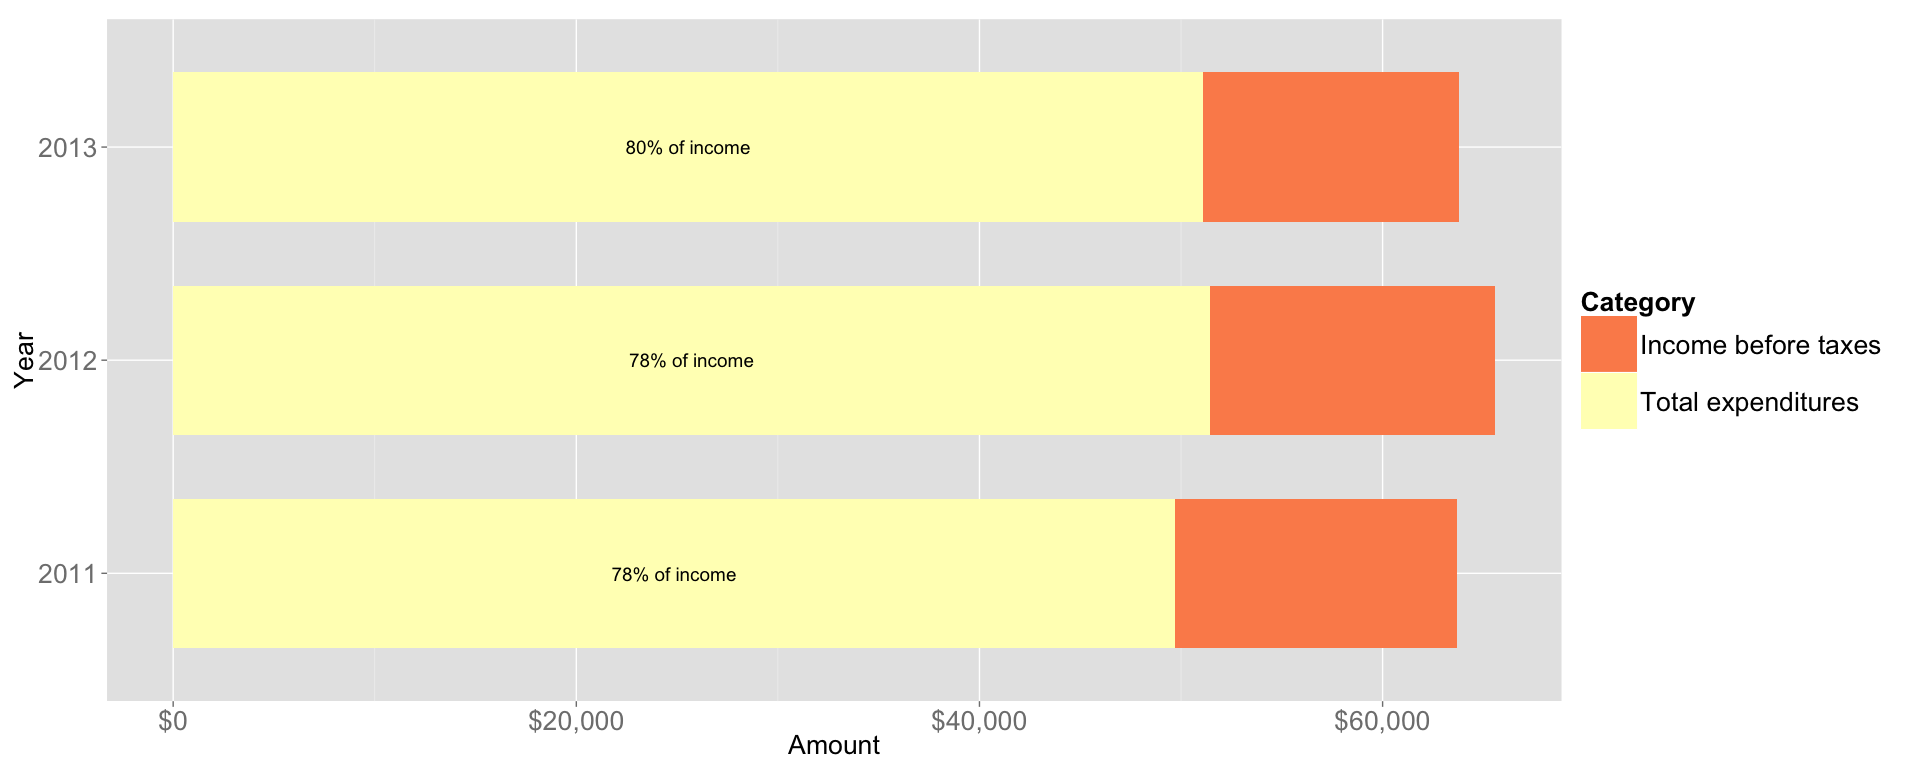 2013
80% of income
2012
78% of income
2011
78% of income
Year
$0
$20,000
$40,000
$60,000
Amount
Category
Income before taxes
Total expenditures